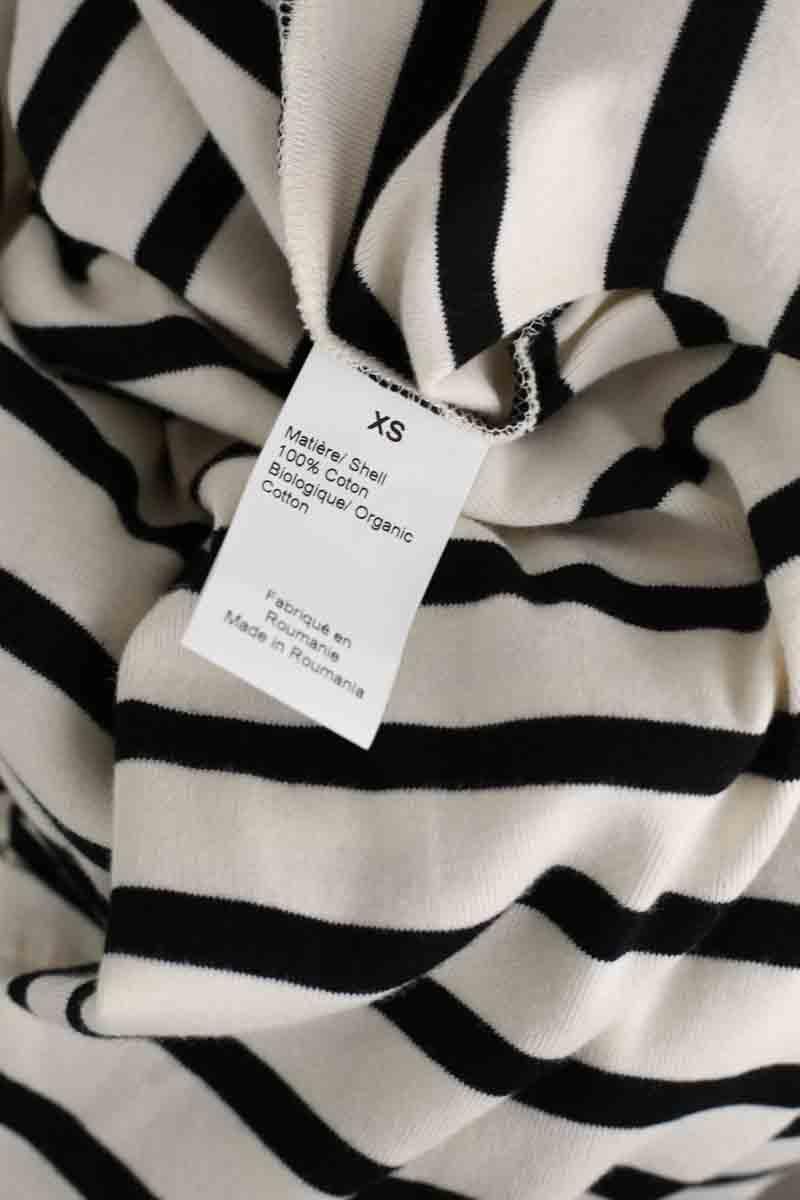 XS
Matière/ Shell
100% Coton
Biologique/ Organic
Cotton
Fabriqué en
Roumanie
Made in Roumania